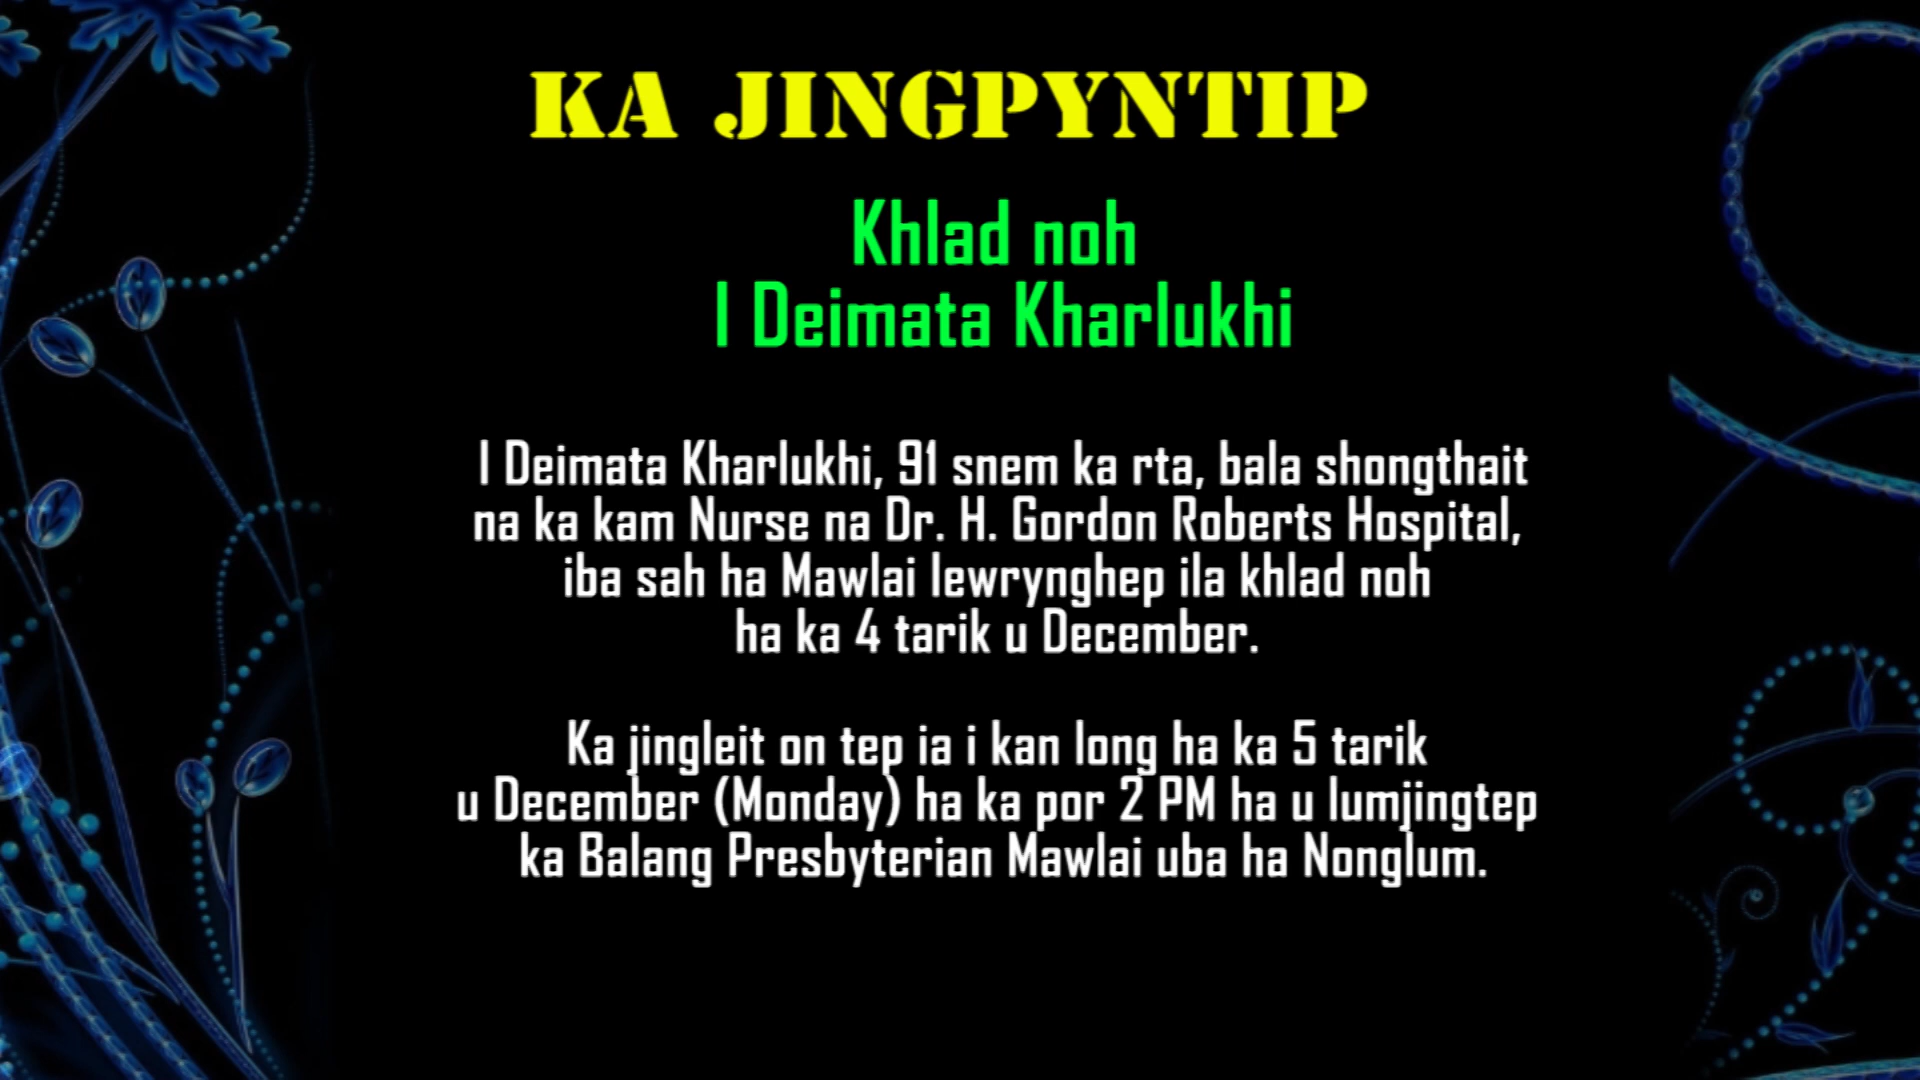 KA JINGPYNTIP
Khlad noh
I Deimata Kharlukhi
I Deimata Kharlukhi, 91 snem ka rta, bala shongthait
na ka kam Nurse na Dr. H. Gordon Roberts Hospital,
iba sah ha Mawlai lewrynghep ila khlad noh
ha ka 4 tarik u December.
Ka jingleit on tep ia i kan long ha ka 5 tarik
u December (Monday) ha ka por 2 PM ha u lumjingtep
ka Balang Presbyterian Mawlai uba ha Nonglum.